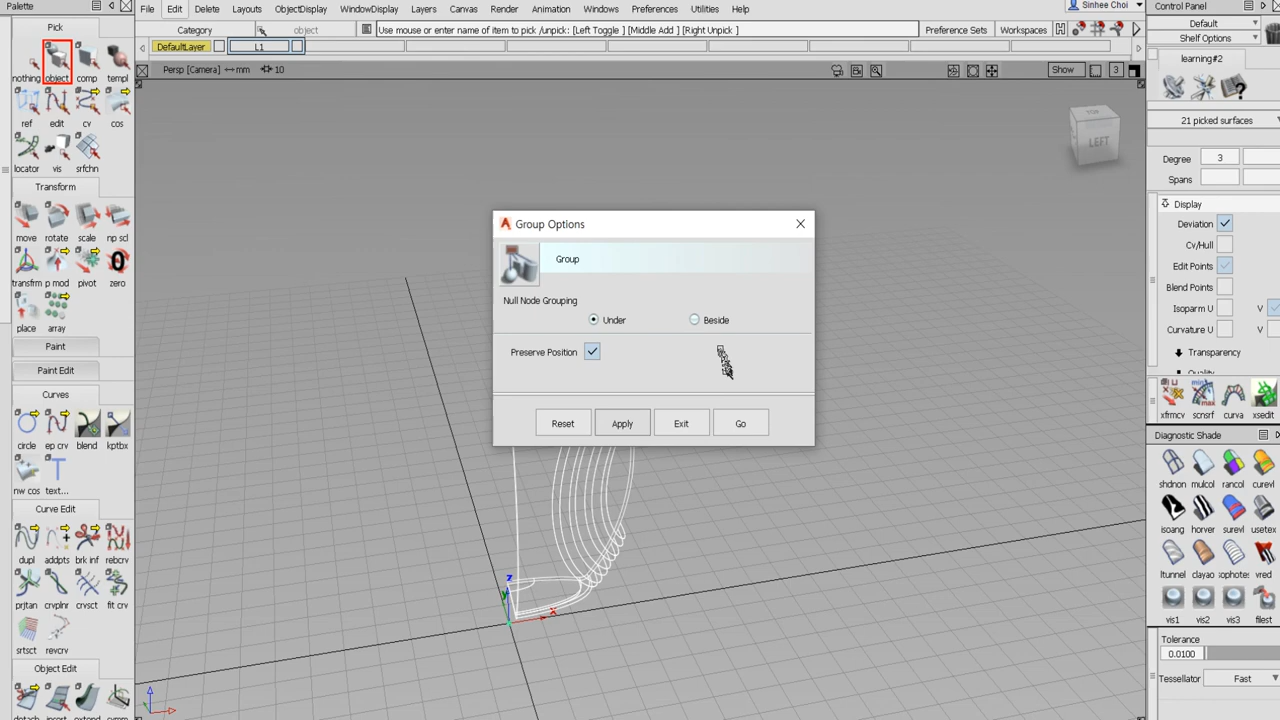 Palette
File Edit Delete Layouts ObjectDisplay WindowDisplay Layers Canvas Render Animation Windows Preferences Utilities Help
Sinhee Choi
Control Panel
Category object
Use mouse or enter name of item to pick /unpick: [Left Toggle ] [Middle Add ] [Right Unpick ]
Preference Sets Workspaces
Default
Shelf Options
DefaultLayer L1
Persp [Camera] mm 10
Show 3
learning#2
Pick
nothing object comp templ
ref edit cv cos
locator vis srfchn
Transform
move rotate scale np scl
transfrm p mod pivot zero
place array
Paint
Paint Edit
Curves
circle ep crv blend kptbx
nw cos text...
Curve Edit
dupl addpts brk inf rebcrv
prjtan crvplnr crvsct fit crv
srtsct revcrv
Object Edit
LEFT
Group Options
Group
Null Node Grouping
Under Beside
Preserve Position
Reset Apply Exit Go
z
y
x
21 picked surfaces
Degree 3
Spans
Display
Deviation
Cv/Hull
Edit Points
Blend Points
Isoparm U V
Curvature U V
Transparency
xfrmcv scnsrf curva xsedit
Diagnostic Shade
shdnon mulcol rancol curevl
isoang horver surevl usetex
ltunnel clayao sophotes vred
vis1 vis2 vis3 filest
Tolerance
0.0100
Tessellator Fast